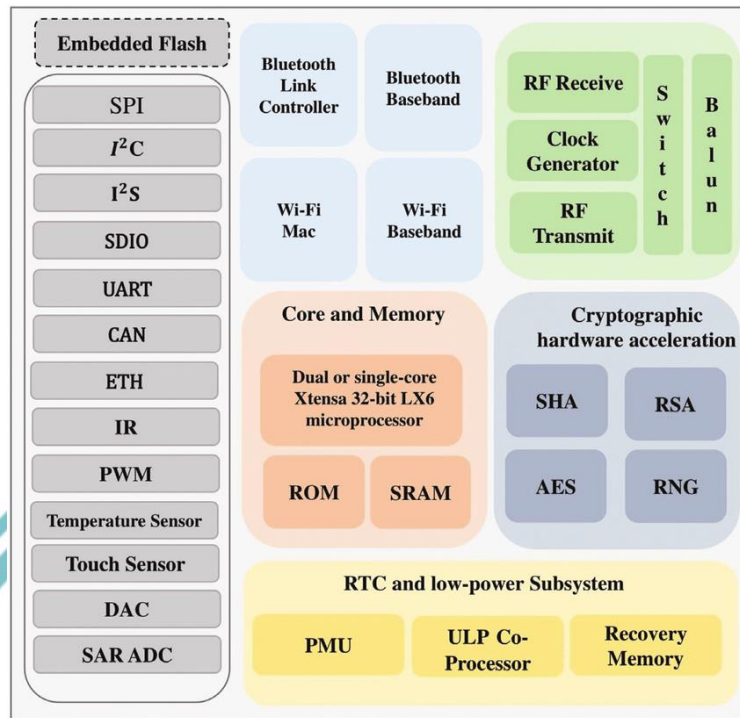 Embedded Flash
SPI
I²C
I²S
SDIO
UART
CAN
ETH
IR
PWM
Temperature Sensor
Touch Sensor
DAC
SAR ADC
Bluetooth
Link
Controller
Bluetooth
Baseband
Wi-Fi
Mac
Wi-Fi
Baseband
RF Receive
Clock
Generator
RF
Transmit
Switch
Balun
Core and Memory
Dual or single-core
Xtensa 32-bit LX6
microprocessor
ROM
SRAM
Cryptographic
hardware acceleration
SHA
RSA
AES
RNG
RTC and low-power Subsystem
PMU
ULP Co-
Processor
Recovery
Memory